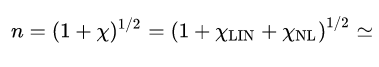 n = (1 + χ)^{1/2} = (1 + χ_{LIN} + χ_{NL})^{1/2} ≃